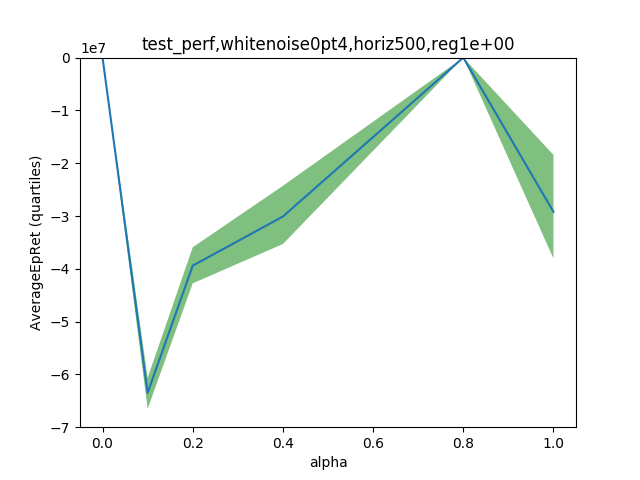 test_perf,whitenoise0pt4,horiz500,reg1e+00
1e7
0
−1
−2
−3
−4
−5
−6
−7
AverageEpRet (quartiles)
0.0 0.2 0.4 0.6 0.8 1.0
alpha